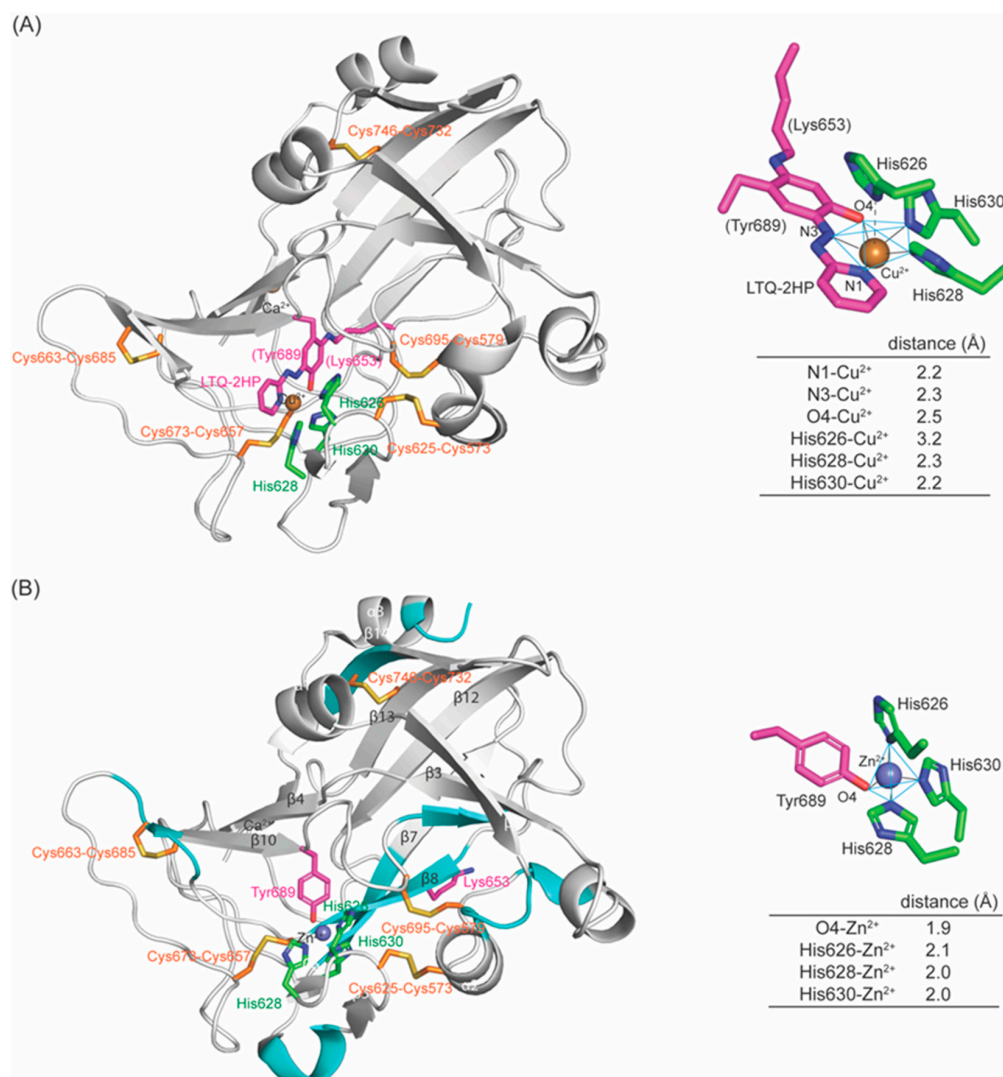 (A)
Cys746-Cys732
Ca²⁺
Cys663-Cys685
(Tyr689)
(Lys653)
Cys695-Cys579
LTQ-2HP
His626
Cys673-Cys657
His630
Cys625-Cys573
His628
(Lys653)
His626
O4
His630
N3
(Tyr689)
N1
Cu²⁺
LTQ-2HP
His628
distance (Å)
N1-Cu²⁺ 2.2
N3-Cu²⁺ 2.3
O4-Cu²⁺ 2.5
His626-Cu²⁺ 3.2
His628-Cu²⁺ 2.3
His630-Cu²⁺ 2.2
(B)
α3
β14
Cys746-Cys732
β12
β13
β3
β4
Ca²⁺
β10
β7
Cys663-Cys685
β8
Tyr689
Lys653
His626
Zn²⁺
Cys673-Cys657
His630
Cys625-Cys573
His628
His626
Zn²⁺
His630
Tyr689
O4
His628
distance (Å)
O4-Zn²⁺ 1.9
His626-Zn²⁺ 2.1
His628-Zn²⁺ 2.0
His630-Zn²⁺ 2.0